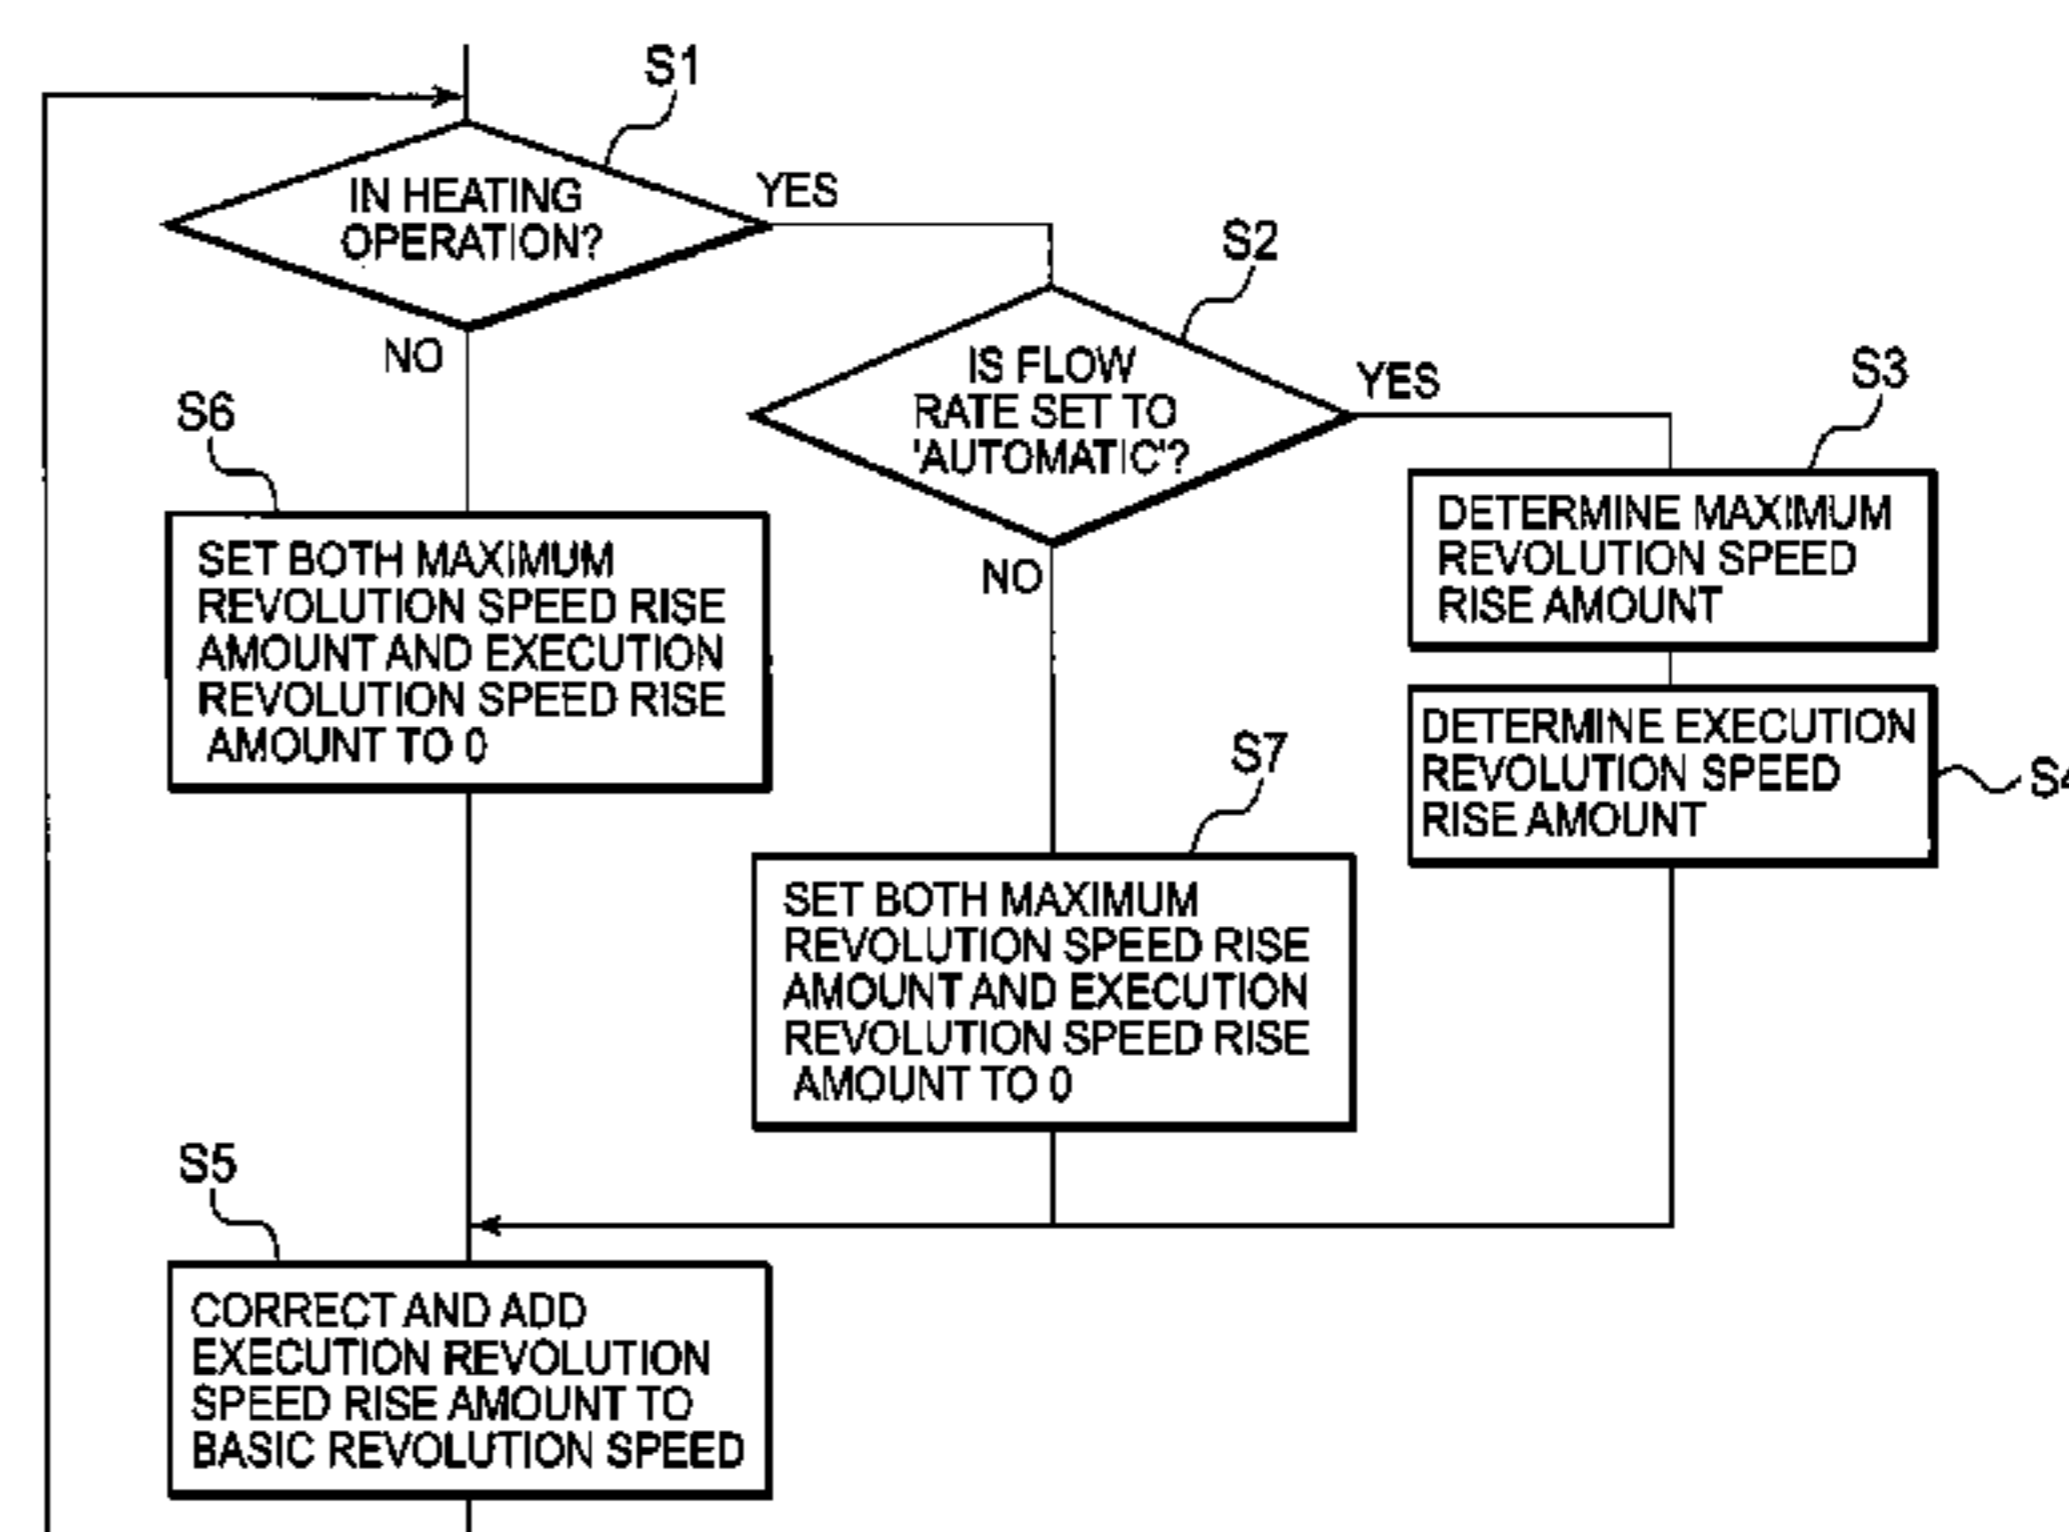 S1
IN HEATING
OPERATION?
YES
NO
S2
IS FLOW
RATE SET TO
'AUTOMATIC'?
YES
NO
S3
DETERMINE MAXIMUM
REVOLUTION SPEED
RISE AMOUNT
DETERMINE EXECUTION
REVOLUTION SPEED
RISE AMOUNT
S4
S6
SET BOTH MAXIMUM
REVOLUTION SPEED RISE
AMOUNT AND EXECUTION
REVOLUTION SPEED RISE
AMOUNT TO 0
S7
SET BOTH MAXIMUM
REVOLUTION SPEED RISE
AMOUNT AND EXECUTION
REVOLUTION SPEED RISE
AMOUNT TO 0
S5
CORRECT AND ADD
EXECUTION REVOLUTION
SPEED RISE AMOUNT TO
BASIC REVOLUTION SPEED